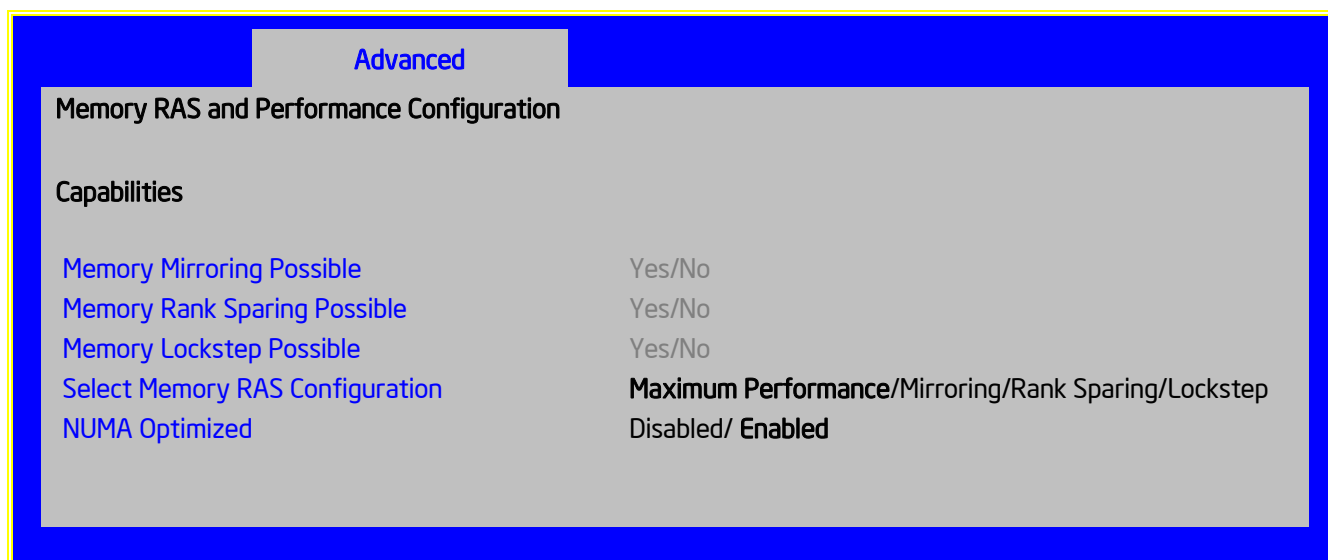 Advanced
Memory RAS and Performance Configuration
Capabilities
Memory Mirroring Possible Yes/No
Memory Rank Sparing Possible Yes/No
Memory Lockstep Possible Yes/No
Select Memory RAS Configuration Maximum Performance/Mirroring/Rank Sparing/Lockstep
NUMA Optimized Disabled/ Enabled